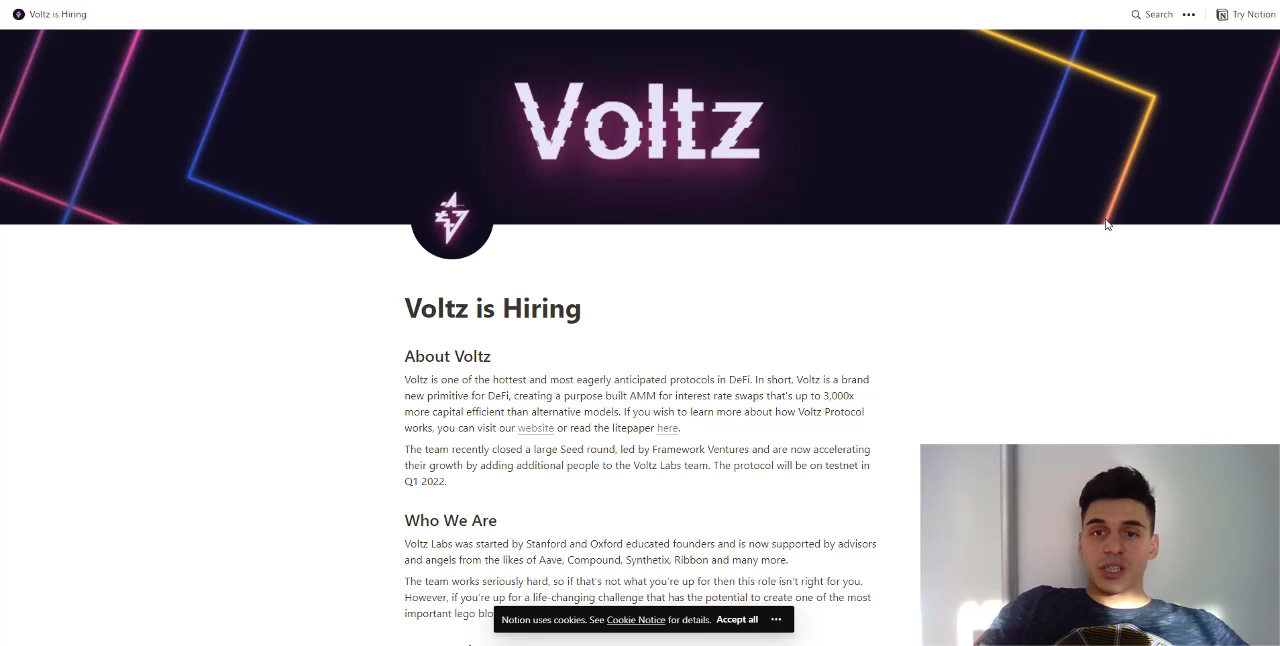 Voltz is Hiring
Search
•••
Try Notion
Voltz
Voltz is Hiring
About Voltz
Voltz is one of the hottest and most eagerly anticipated protocols in DeFi. In short, Voltz is a brand
new primitive for DeFi, creating a purpose built AMM for interest rate swaps that's up to 3,000x
more capital efficient than alternative models. If you wish to learn more about how Voltz Protocol
works, you can visit our website or read the litepaper here.
The team recently closed a large Seed round, led by Framework Ventures and are now accelerating
their growth by adding additional people to the Voltz Labs team. The protocol will be on testnet in
Q1 2022.
Who We Are
Voltz Labs was started by Stanford and Oxford educated founders and is now supported by advisors
and angels from the likes of Aave, Compound, Synthetix, Ribbon and many more.
The team works seriously hard, so if that's not what you're up for then this role isn't right for you.
However, if you're up for a life-changing challenge that has the potential to create one of the most
important lego
Notion uses cookies. See Cookie Notice for details. Accept all •••